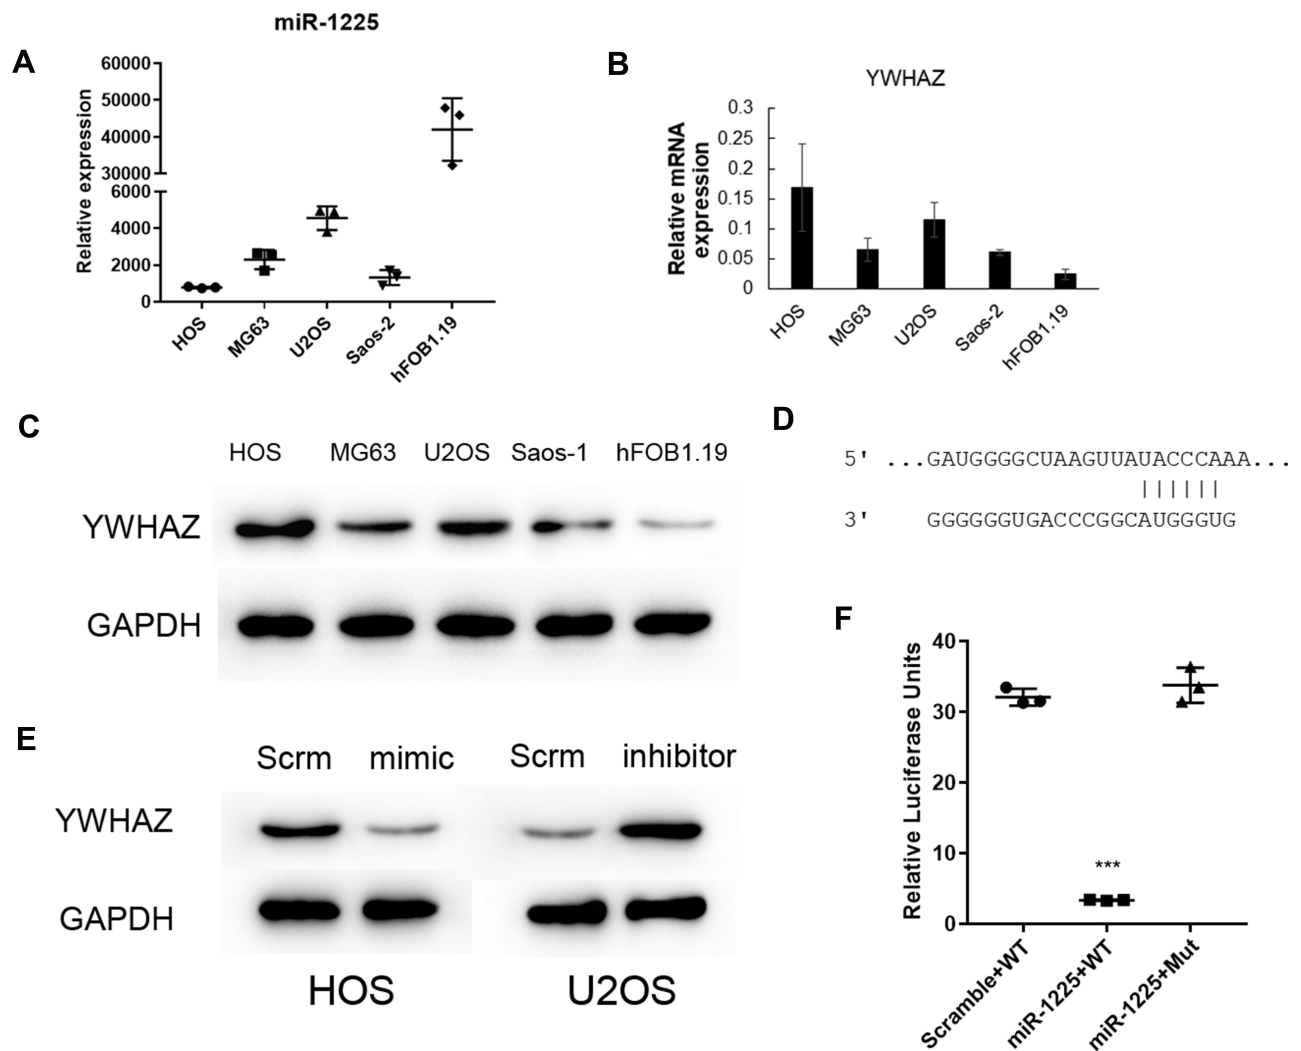 A
miR-1225
Relative expression
60000
50000
40000
30000
6000
4000
2000
0
HOS
MG63
U2OS
Saos-2
hFOB1.19
B
YWHAZ
Relative mRNA
expression
0.3
0.25
0.2
0.15
0.1
0.05
0
HOS
MG63
U2OS
Saos-2
hFOB1.19
C
HOS MG63 U2OS Saos-1 hFOB1.19
YWHAZ
GAPDH
D
5' ...GAUGGGGCUAAGUUAUACCCAAA...
3' GGGGGGUGACCCGGCAUGGGUG
E
Scrm mimic Scrm inhibitor
YWHAZ
GAPDH
HOS U2OS
F
Relative Luciferase Units
40
30
20
10
0
***
Scramble+WT
miR-1225+WT
miR-1225+Mut